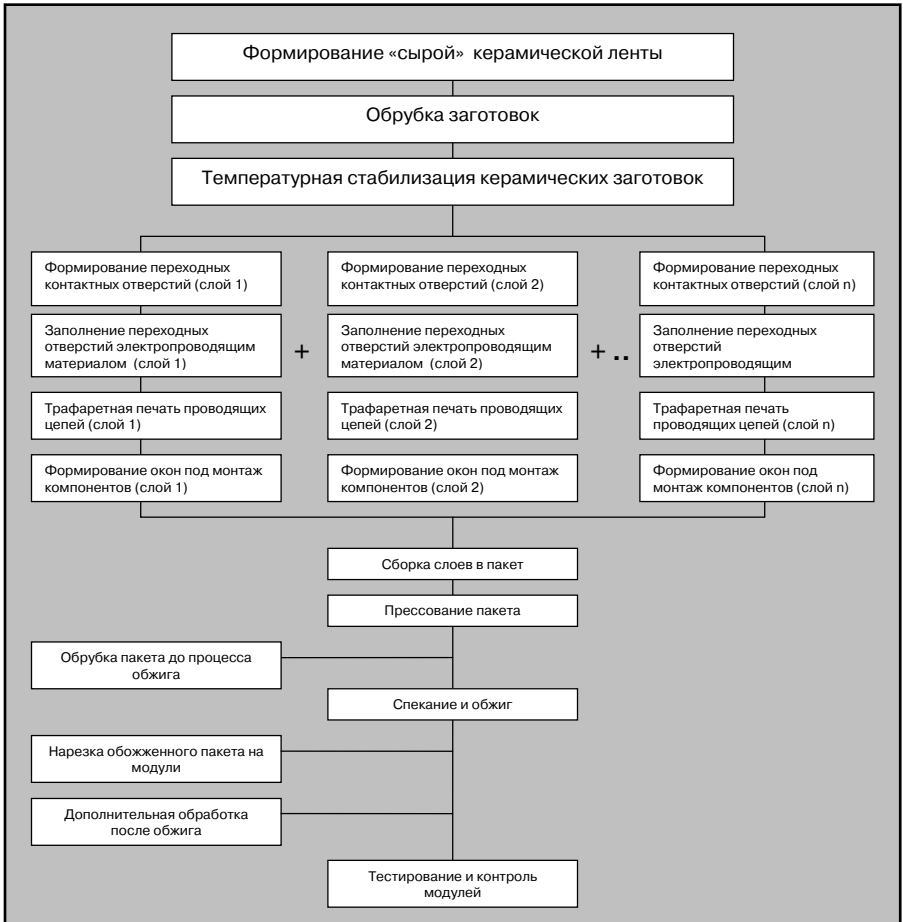 Формирование «сырой» керамической ленты
Обрубка заготовок
Температурная стабилизация керамических заготовок
Формирование переходных
контактных отверстий (слой 1)
Заполнение переходных
отверстий электропроводящим
материалом (слой 1)
Трафаретная печать проводящих
цепей (слой 1)
Формирование окон под монтаж
компонентов (слой 1)
+
Формирование переходных
контактных отверстий (слой 2)
Заполнение переходных
отверстий электропроводящим
материалом (слой 2)
Трафаретная печать проводящих
цепей (слой 2)
Формирование окон под монтаж
компонентов (слой 2)
+ ..
Формирование переходных
контактных отверстий (слой n)
Заполнение переходных
отверстий
электропроводящим
Трафаретная печать
проводящих цепей (слой n)
Формирование окон под
монтаж компонентов (слой n)
Сборка слоев в пакет
Прессование пакета
Обрубка пакета до процесса
обжига
Спекание и обжиг
Нарезка обожженного пакета на
модули
Дополнительная обработка
после обжига
Тестирование и контроль
модулей